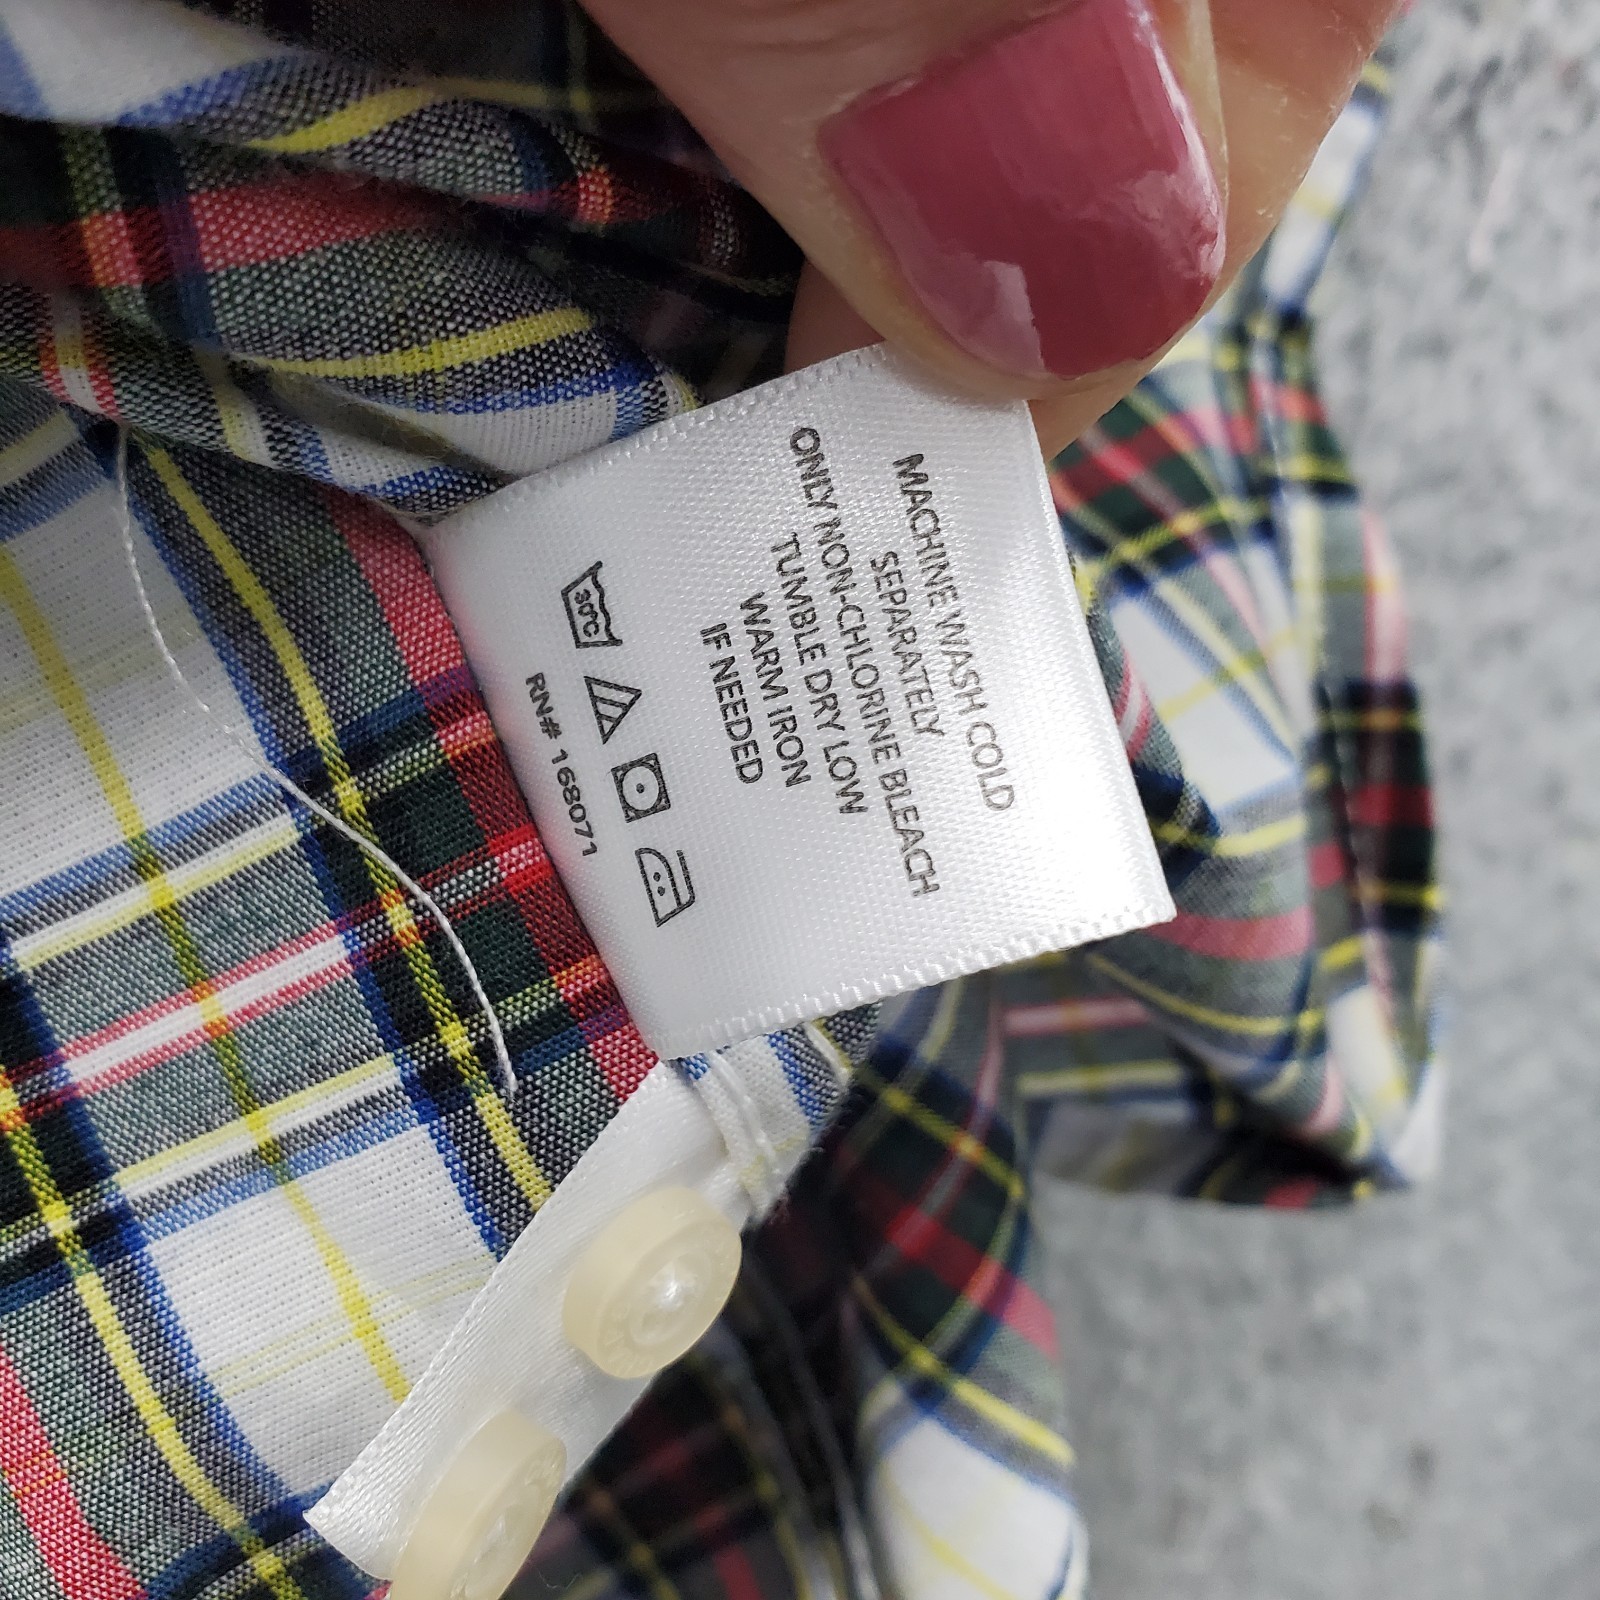 MACHINE WASH COLD
SEPARATELY
ONLY NON-CHLORINE BLEACH
TUMBLE DRY LOW
WARM IRON
IF NEEDED
30°C
RN# 168071